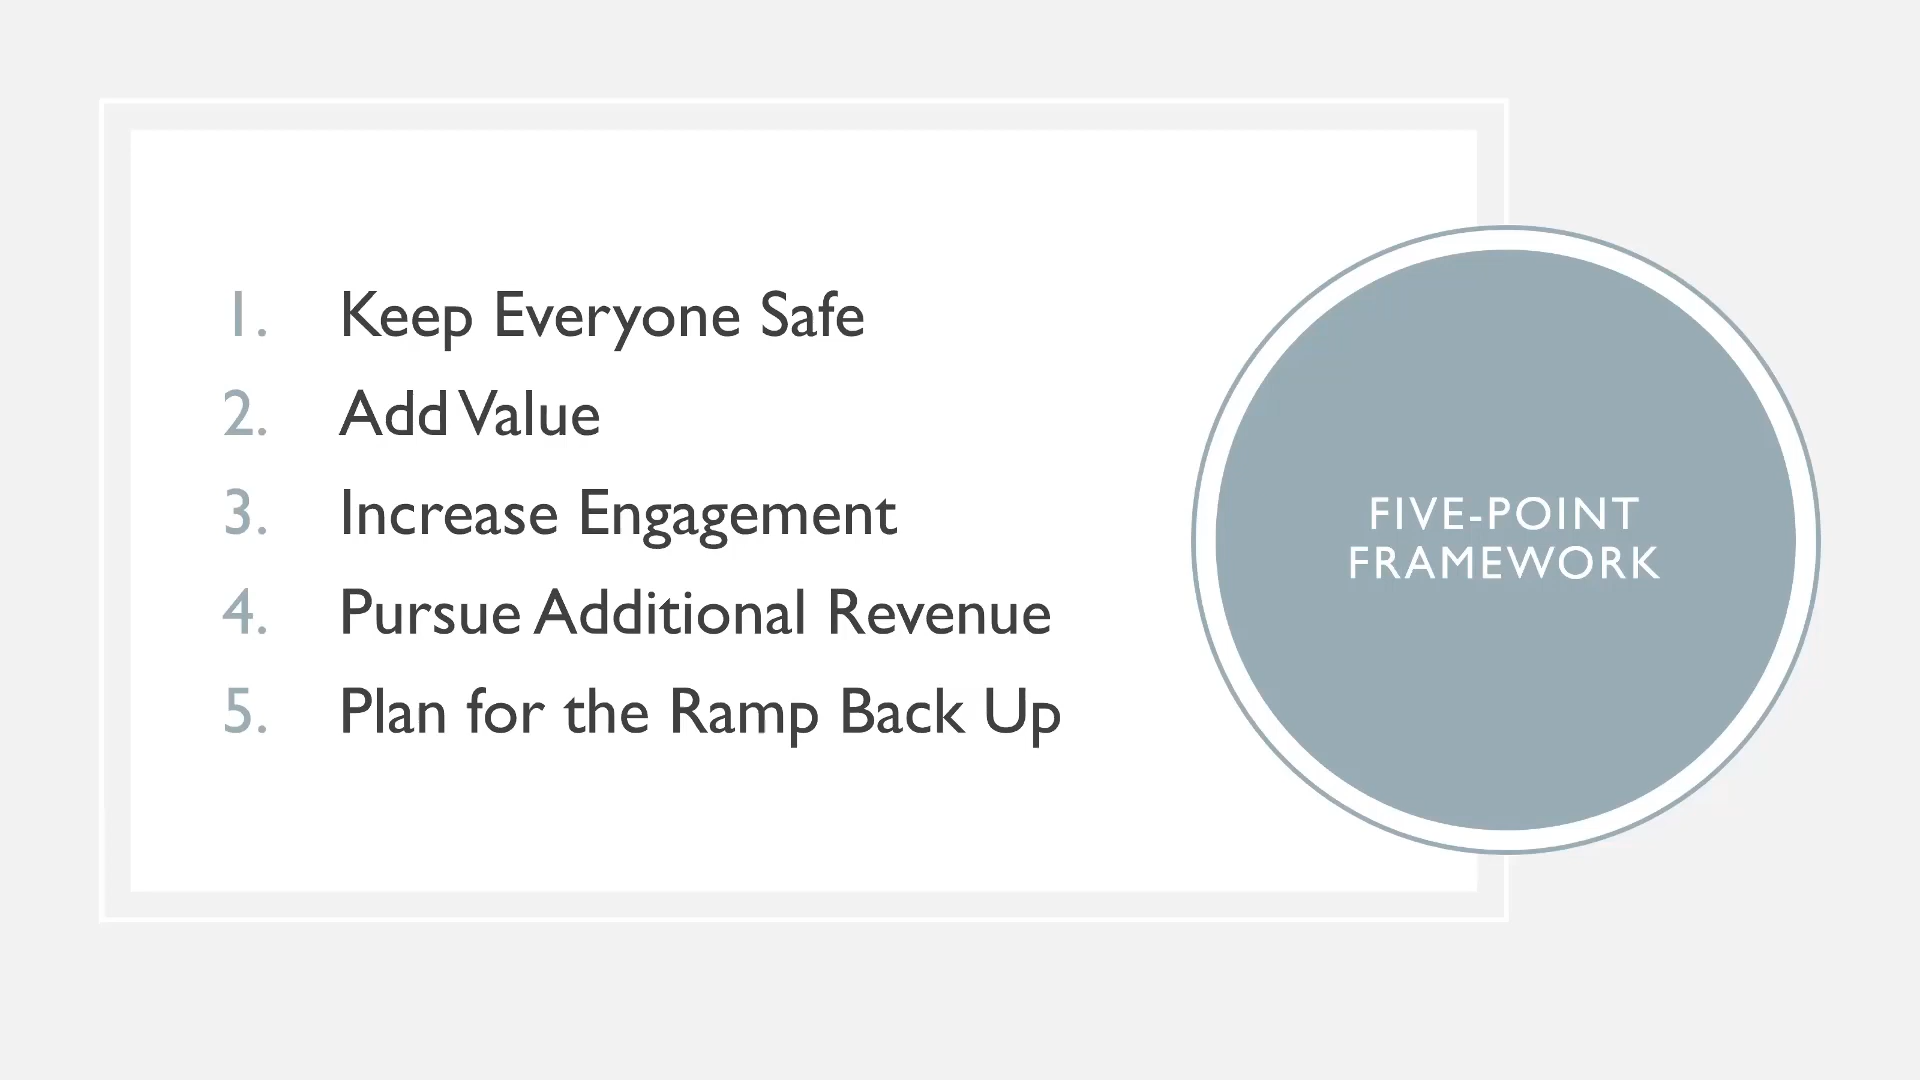 1. Keep Everyone Safe
2. Add Value
3. Increase Engagement
4. Pursue Additional Revenue
5. Plan for the Ramp Back Up
FIVE-POINT
FRAMEWORK